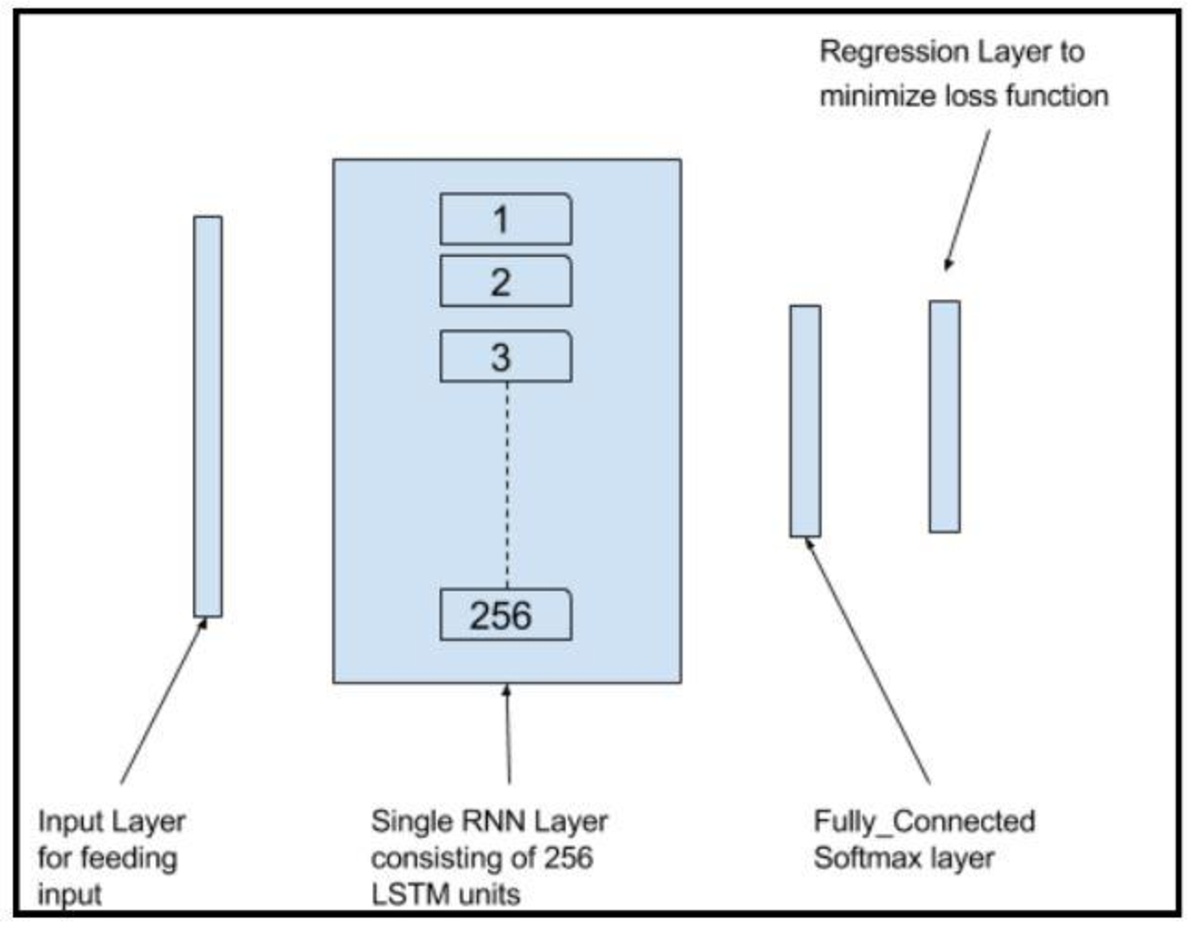 Regression Layer to
minimize loss function
1
2
3
256
Input Layer
for feeding
input
Single RNN Layer
consisting of 256
LSTM units
Fully_Connected
Softmax layer